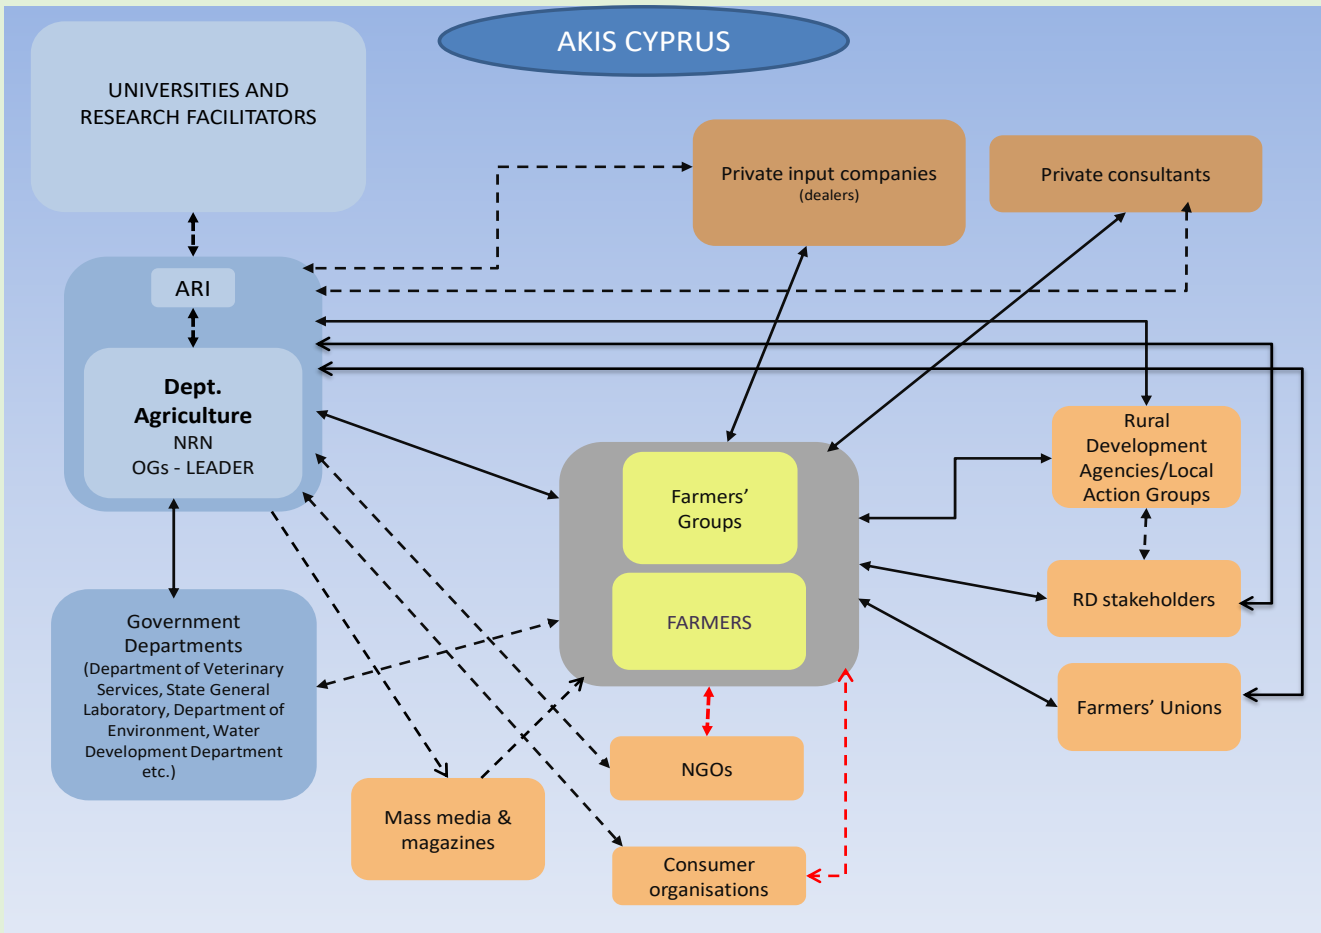 AKIS CYPRUS
UNIVERSITIES AND
RESEARCH FACILITATORS
Private input companies
(dealers)
Private consultants
ARI
Dept.
Agriculture
NRN
OGs - LEADER
Rural
Development
Agencies/Local
Action Groups
Farmers’
Groups
FARMERS
RD stakeholders
Farmers’ Unions
Government
Departments
(Department of Veterinary
Services, State General
Laboratory, Department of
Environment, Water
Development Department
etc.)
NGOs
Mass media &
magazines
Consumer
organisations